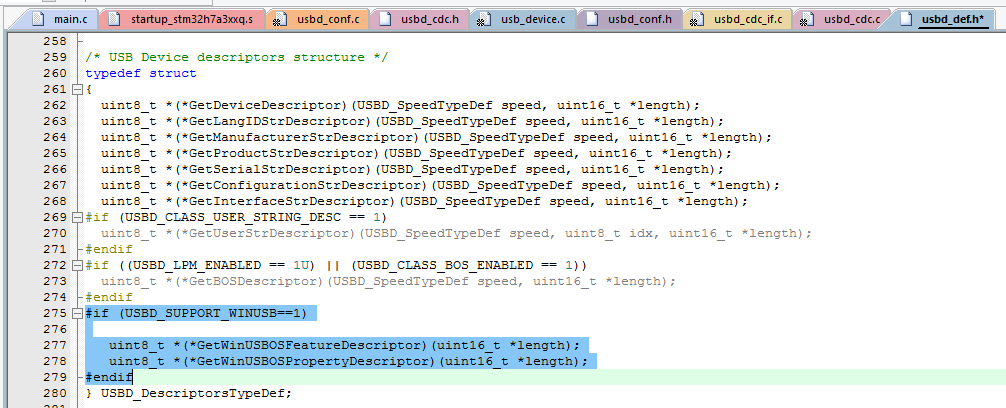 main.c startup_stm32h7a3xxq.s usbd_conf.c usbd_cdc.h usb_device.c usbd_conf.h usbd_cdc_if.c usbd_cdc.c usbd_def.h*
258
259 /* USB Device descriptors structure */
260 typedef struct
261 {
262 uint8_t *(*GetDeviceDescriptor)(USBD_SpeedTypeDef speed, uint16_t *length);
263 uint8_t *(*GetLangIDStrDescriptor)(USBD_SpeedTypeDef speed, uint16_t *length);
264 uint8_t *(*GetManufacturerStrDescriptor)(USBD_SpeedTypeDef speed, uint16_t *length);
265 uint8_t *(*GetProductStrDescriptor)(USBD_SpeedTypeDef speed, uint16_t *length);
266 uint8_t *(*GetSerialStrDescriptor)(USBD_SpeedTypeDef speed, uint16_t *length);
267 uint8_t *(*GetConfigurationStrDescriptor)(USBD_SpeedTypeDef speed, uint16_t *length);
268 uint8_t *(*GetInterfaceStrDescriptor)(USBD_SpeedTypeDef speed, uint16_t *length);
269 #if (USBD_CLASS_USER_STRING_DESC == 1)
270 uint8_t *(*GetUserStrDescriptor)(USBD_SpeedTypeDef speed, uint8_t idx, uint16_t *length);
271 #endif
272 #if ((USBD_LPM_ENABLED == 1U) || (USBD_CLASS_BOS_ENABLED == 1))
273 uint8_t *(*GetBOSDescriptor)(USBD_SpeedTypeDef speed, uint16_t *length);
274 #endif
275 #if (USBD_SUPPORT_WINUSB==1)
276
277 uint8_t *(*GetWinUSBOSFeatureDescriptor)(uint16_t *length);
278 uint8_t *(*GetWinUSBOSPropertyDescriptor)(uint16_t *length);
279 #endif
280 } USBD_DescriptorsTypeDef;